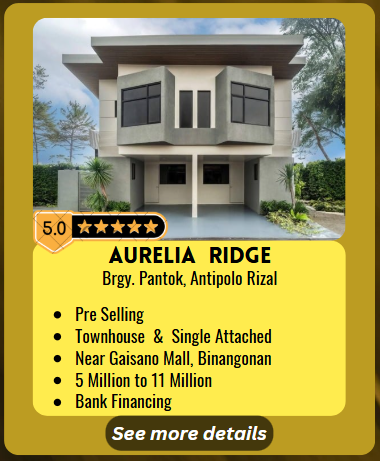 5.0
AURELIA RIDGE
Brgy. Pantok, Antipolo Rizal
• Pre Selling
• Townhouse & Single Attached
• Near Gaisano Mall, Binangonan
• 5 Million to 11 Million
• Bank Financing
See more details